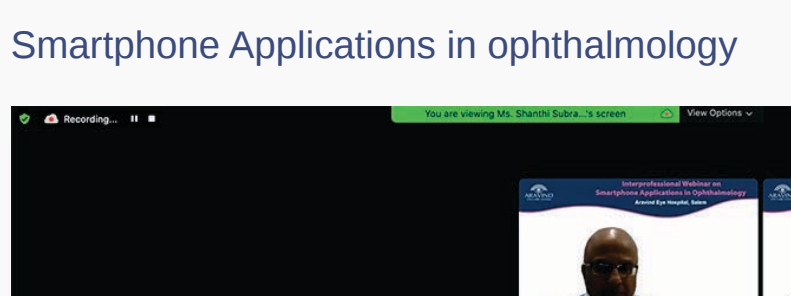 Smartphone Applications in ophthalmology
Recording...
You are viewing Ms. Shanthi Subra...'s screen
View Options
Interprofessional Webinar on
Smartphone Applications in Ophthalmology
Aravind Eye Hospital, Salem
ARAVIND